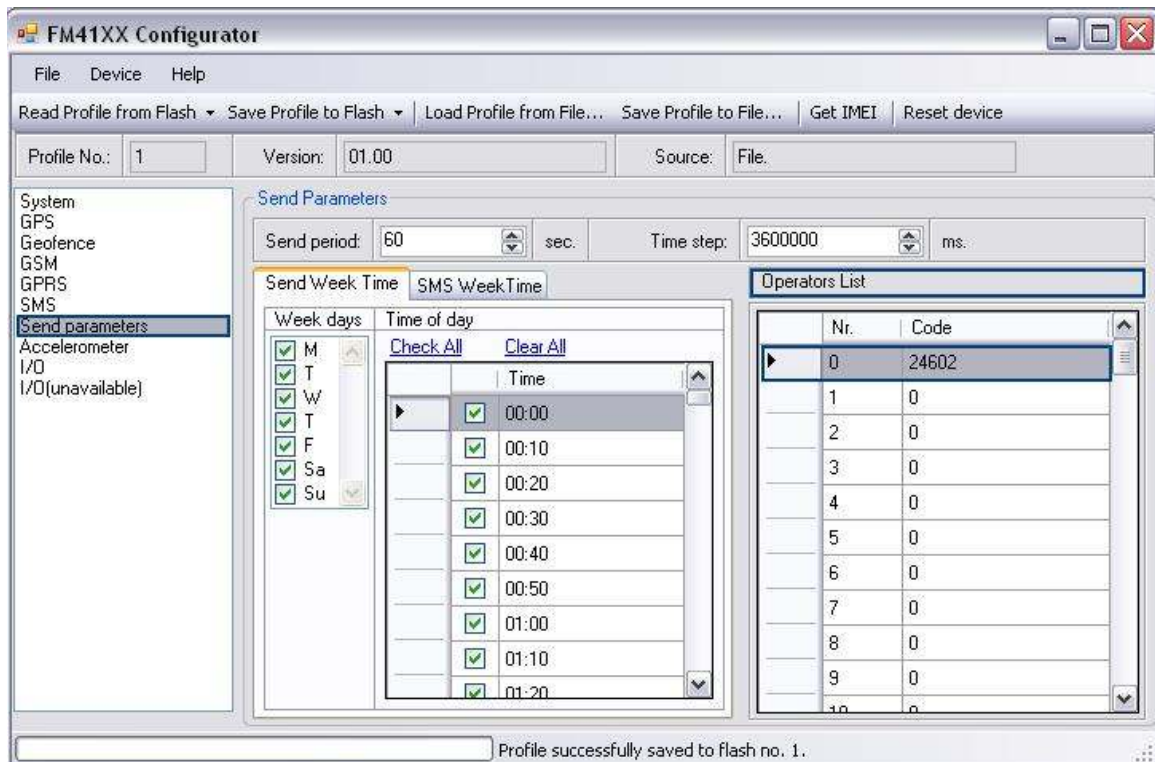 FM41XX Configurator
File Device Help
Read Profile from Flash Save Profile to Flash Load Profile from File... Save Profile to File... Get IMEI Reset device
Profile No.: 1 Version: 01.00 Source: File.
System
GPS
Geofence
GSM
GPRS
SMS
Send parameters
Accelerometer
I/O
I/O(unavailable)
Send Parameters
Send period: 60 sec. Time step: 3600000 ms.
Send Week Time SMS WeekTime
Week days
M
T
W
T
F
Sa
Su
Time of day
Check All Clear All
Time
00:00
00:10
00:20
00:30
00:40
00:50
01:00
01:10
01:20
Operators List
Nr. Code
0 24602
1 0
2 0
3 0
4 0
5 0
6 0
7 0
8 0
9 0
10 0
Profile successfully saved to flash no. 1.